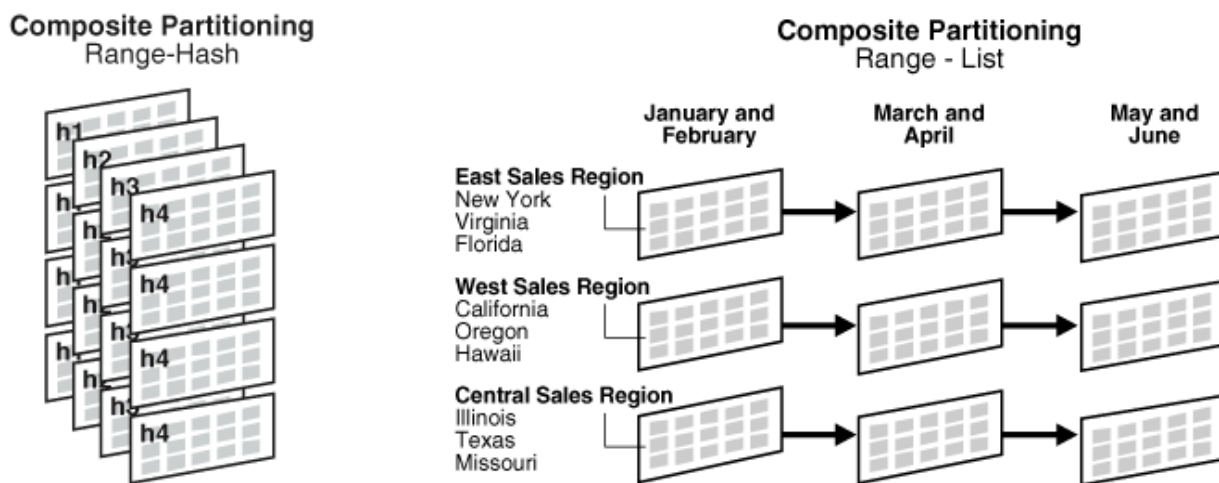 Composite Partitioning
Range-Hash
h1
h2
h3
h4
h4
h4
h4
Composite Partitioning
Range - List
January and
February
March and
April
May and
June
East Sales Region
New York
Virginia
Florida
West Sales Region
California
Oregon
Hawaii
Central Sales Region
Illinois
Texas
Missouri